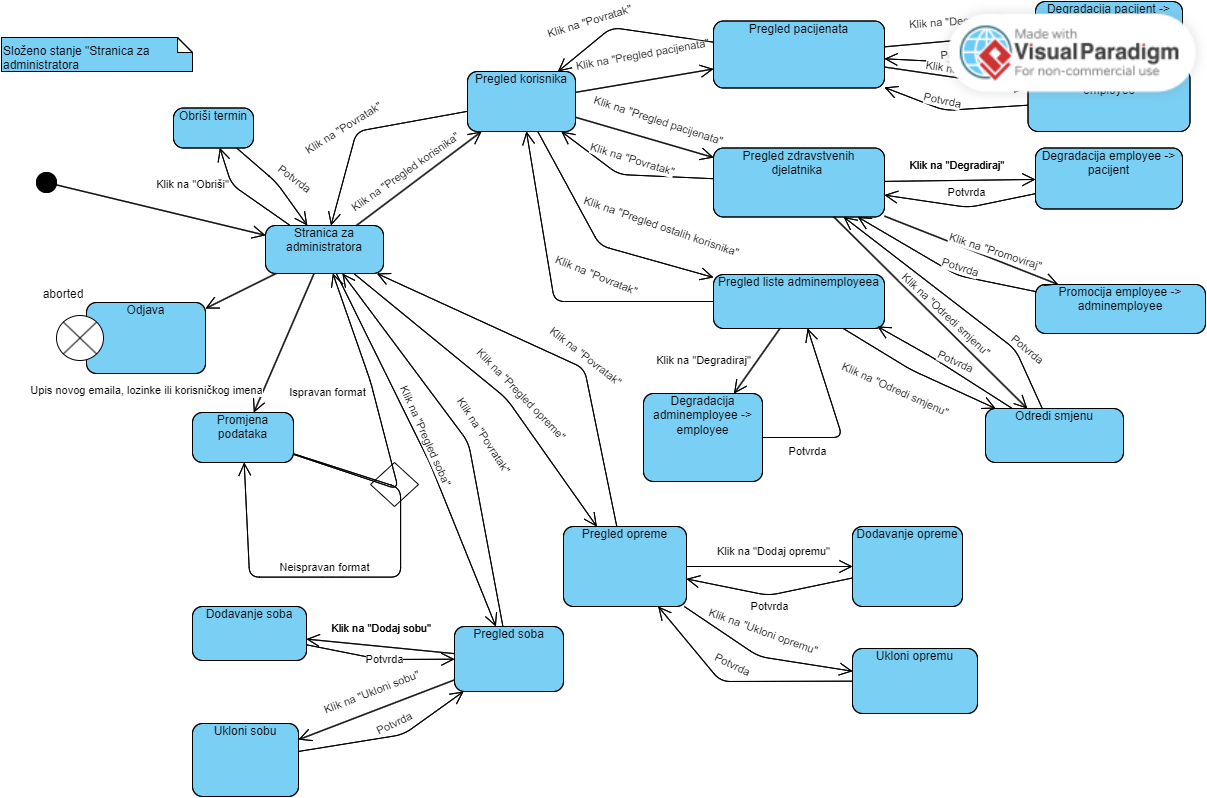 Složeno stanje "Stranica za
administratora
Klik na "Povratak"
Pregled pacijenata
Degradacija pacijent ->
Made with
VisualParadigm
For non-commercial use
Klik na "Pregled pacijenata"
Pregled korisnika
employee
Potvrda
Obriši termin
Klik na "Povratak"
Klik na "Pregled pacijenata"
Klik na "Povratak"
Pregled zdravstvenih
djelatnika
Klik na "Degradiraj"
Degradacija employee ->
pacijent
Potvrda
Klik na "Obriši"
Potvrda
Klik na "Pregled korisnika"
Stranica za
administratora
Klik na "Pregled ostalih korisnika"
Klik na "Povratak"
Klik na "Promoviraj"
Potvrda
Pregled liste adminemployeea
Klik na "Odredi smjenu"
Promocija employee ->
adminemployee
aborted
Odjava
Klik na "Povratak"
Klik na "Degradiraj"
Potvrda
Potvrda
Klik na "Odredi smjenu"
Upis novog emaila, lozinke ili korisničkog imena
Ispravan format
Klik na "Pregled opreme"
Degradacija
adminemployee ->
employee
Potvrda
Odredi smjenu
Promjena
podataka
Klik na "Pregled soba"
Klik na "Povratak"
Neispravan format
Pregled opreme
Klik na "Dodaj opremu"
Potvrda
Dodavanje opreme
Dodavanje soba
Klik na "Dodaj sobu"
Potvrda
Pregled soba
Klik na "Ukloni opremu"
Potvrda
Ukloni opremu
Klik na "Ukloni sobu"
Potvrda
Ukloni sobu